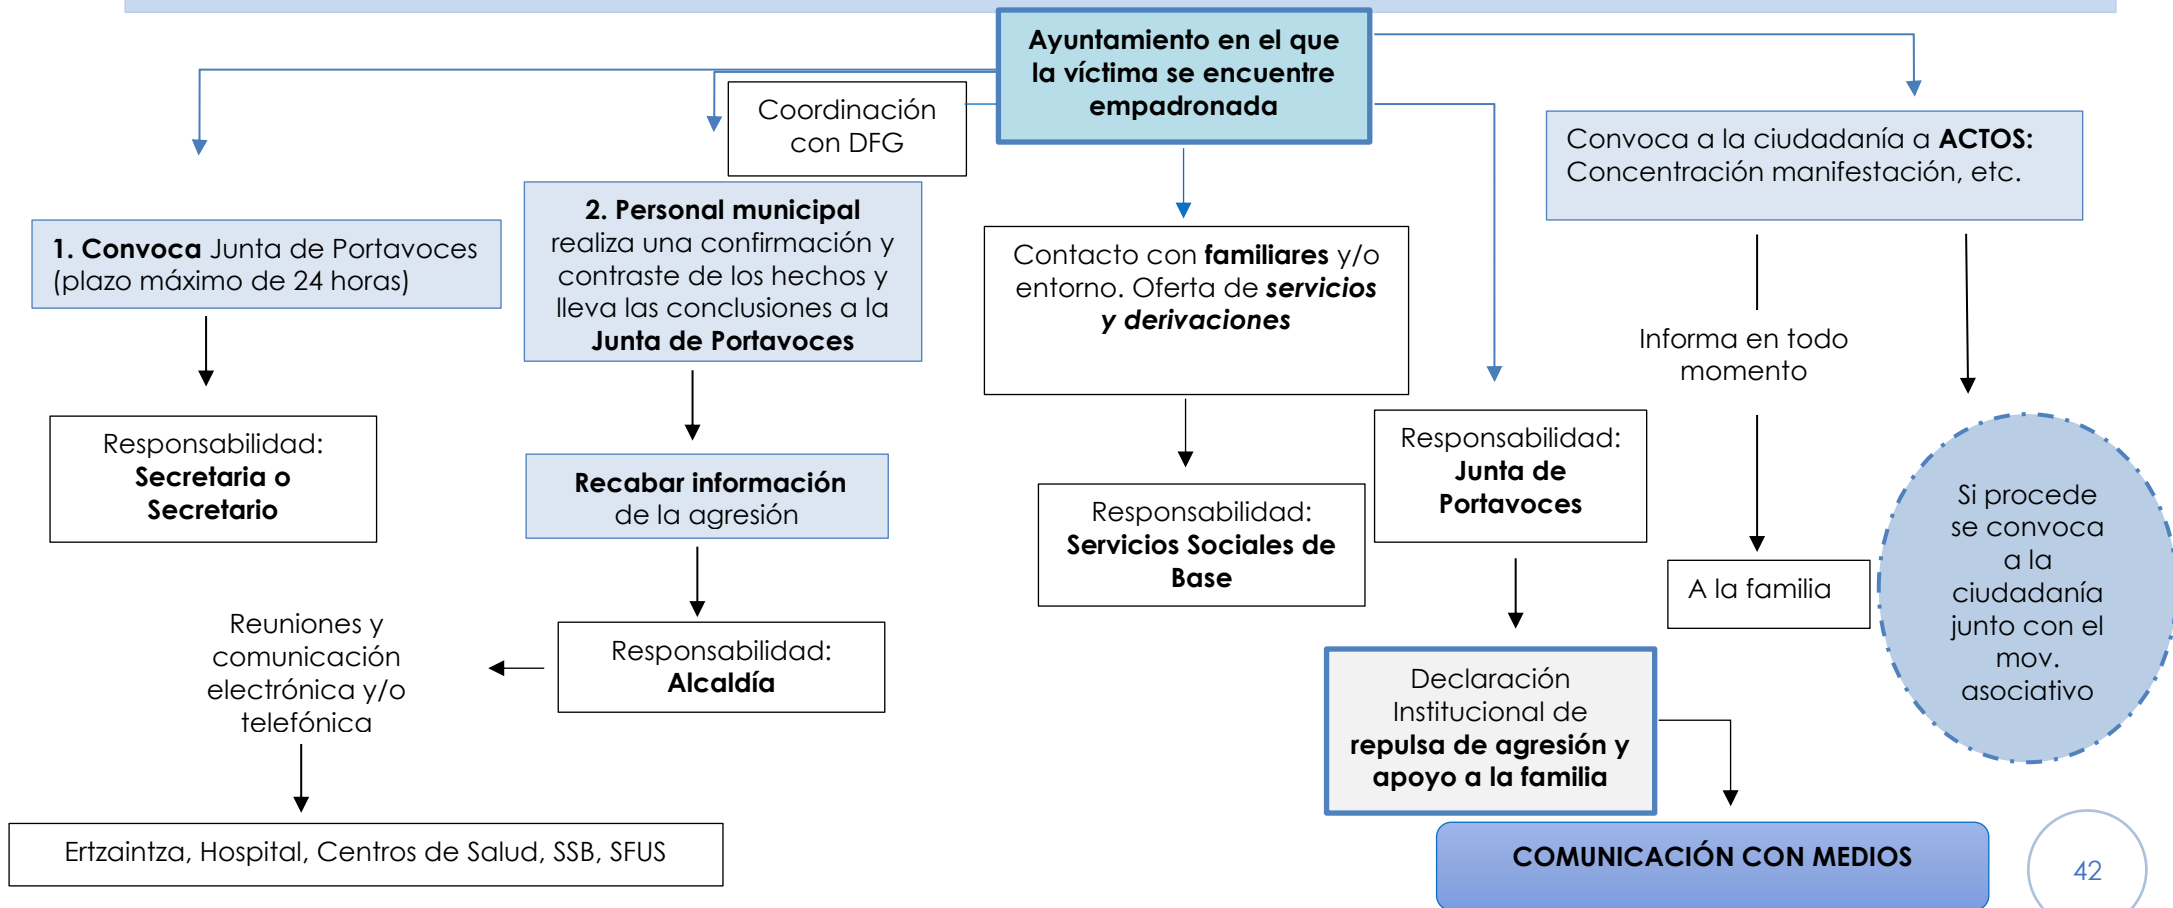 Ayuntamiento en el que
la víctima se encuentre
empadronada
Coordinación
con DFG
1. Convoca Junta de Portavoces
(plazo máximo de 24 horas)
2. Personal municipal
realiza una confirmación y
contraste de los hechos y
lleva las conclusiones a la
Junta de Portavoces
Contacto con familiares y/o
entorno. Oferta de servicios
y derivaciones
Convoca a la ciudadanía a ACTOS:
Concentración manifestación, etc.
Informa en todo
momento
Responsabilidad:
Secretaria o
Secretario
Recabar información
de la agresión
Responsabilidad:
Servicios Sociales de
Base
Responsabilidad:
Junta de
Portavoces
A la familia
Si procede
se convoca
a la
ciudadanía
junto con el
mov.
asociativo
Reuniones y
comunicación
electrónica y/o
telefónica
Responsabilidad:
Alcaldía
Declaración
Institucional de
repulsa de agresión y
apoyo a la familia
Ertzaintza, Hospital, Centros de Salud, SSB, SFUS
COMUNICACIÓN CON MEDIOS
42